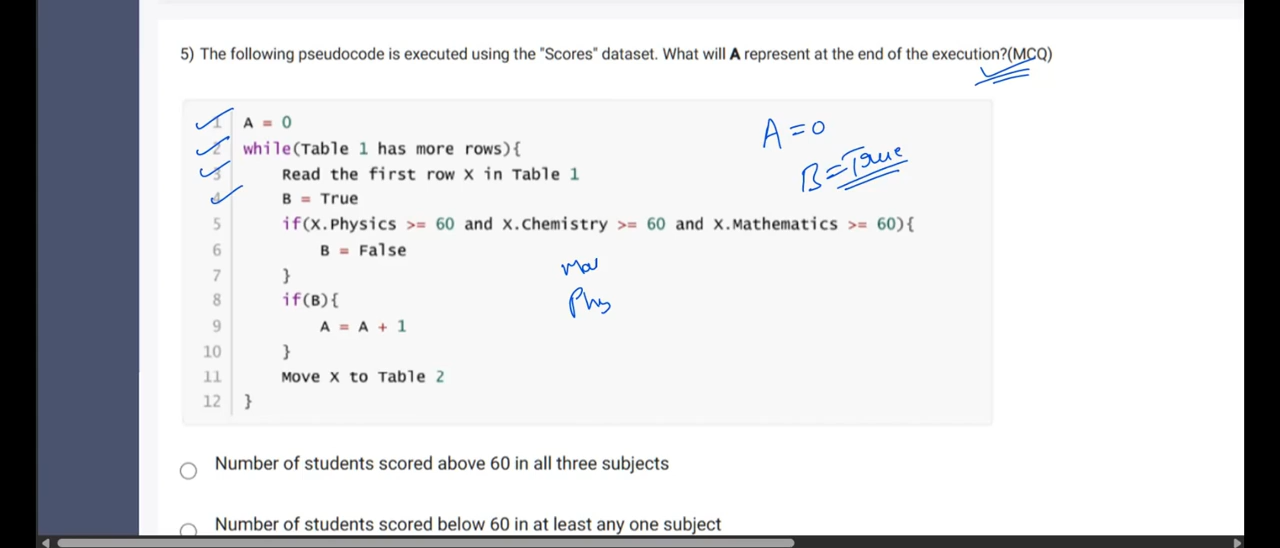 5) The following pseudocode is executed using the "Scores" dataset. What will A represent at the end of the execution?(MCQ)
1 A = 0
2 while(Table 1 has more rows){
3 Read the first row X in Table 1
4 B = True
5 if(X.Physics >= 60 and X.Chemistry >= 60 and X.Mathematics >= 60){
6 B = False
7 }
8 if(B){
9 A = A + 1
10 }
11 Move X to Table 2
12 }
A = 0
B = True
Phy
Number of students scored above 60 in all three subjects
Number of students scored below 60 in at least any one subject